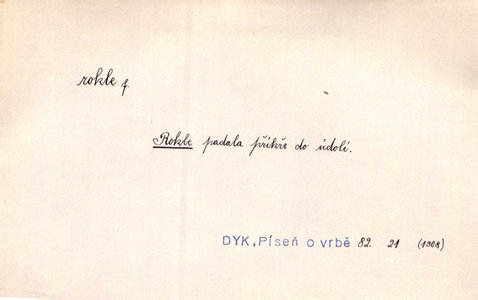 rokle f.
Rokle padala příkře do údolí.
DYK, Píseň o vrbě 82. 21 (1908)